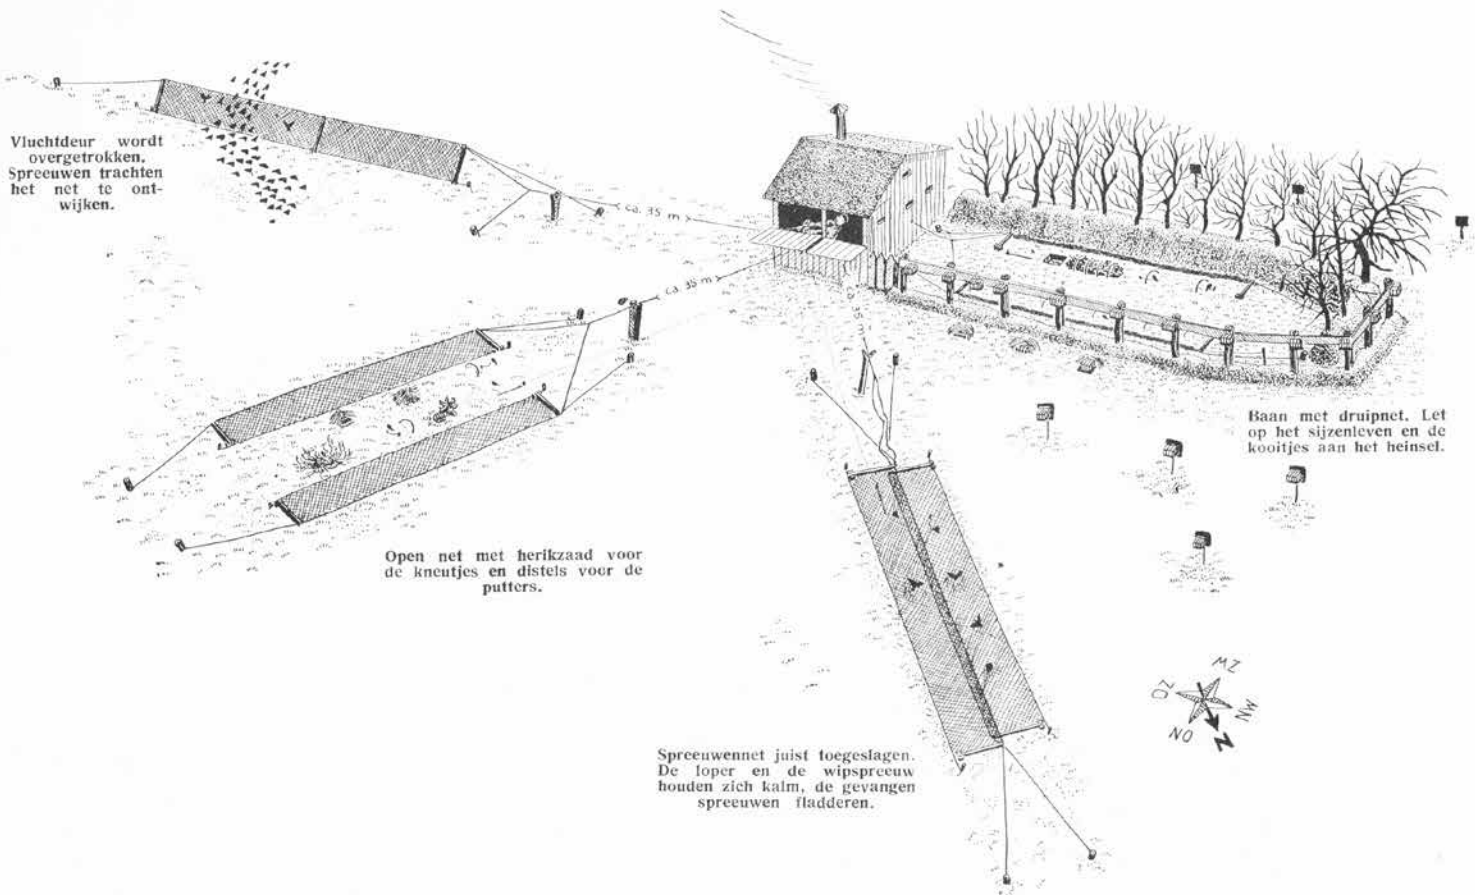 Vluchtdeur wordt
overgetrokken.
Spreeuwen trachten
het net te ont-
wijken.
ca. 35 m
ca. 35 m
Baan met druipnet. Let
op het sijzenleven en de
kooitjes aan het heinsel.
Open net met herikzaad voor
de kneutjes en distels voor de
putters.
Spreeuwennet juist toegeslagen.
De loper en de wipspreeuw
houden zich kalm, de gevangen
spreeuwen fladderen.
MZ
OZ
NW
NO
N